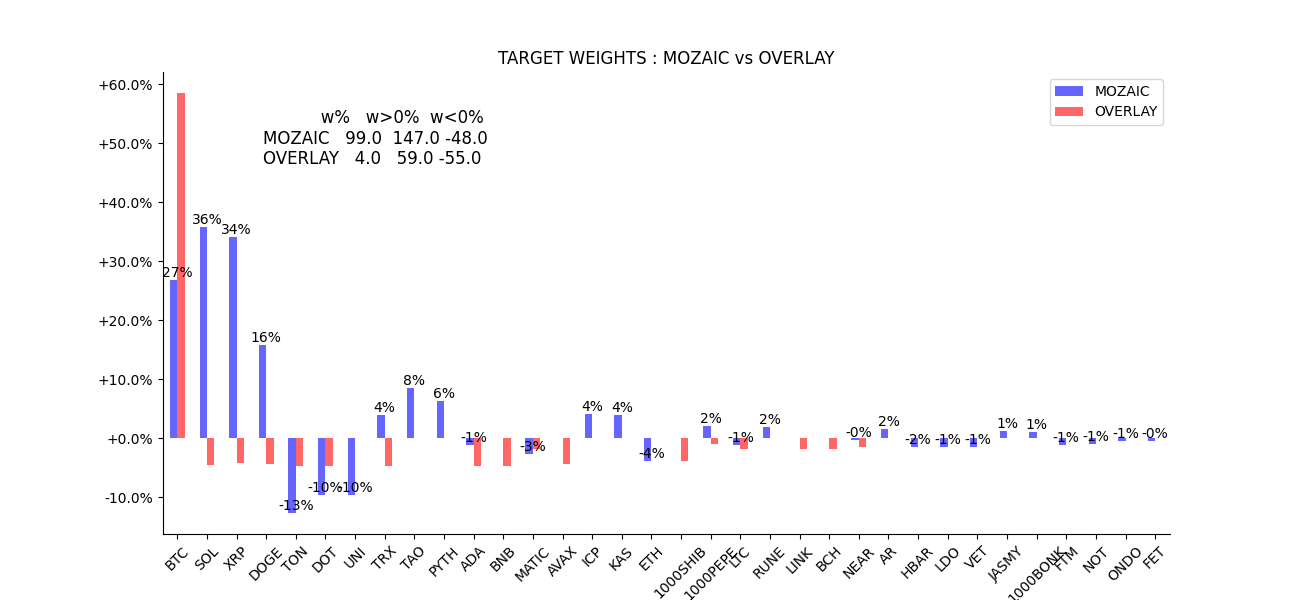 TARGET WEIGHTS : MOZAIC vs OVERLAY
MOZAIC
OVERLAY
w% w>0% w<0%
MOZAIC 99.0 147.0 -48.0
OVERLAY 4.0 59.0 -55.0
+60.0%
+50.0%
+40.0%
+30.0%
+20.0%
+10.0%
+0.0%
-10.0%
27% 36% 34% 16% -13% -10% -10% 4% 8% 6% -1% -3% 4% 4% -4% 2% -1% 2% -0% 2% -2% -1% -1% 1% 1% -1% -1% -1% -0%
BTC SOL XRP DOGE TON DOT UNI TRX TAO PYTH ADA BNB MATIC AVAX ICP KAS ETH 1000SHIB 1000PEPE LTC RUNE LINK BCH NEAR AR HBAR LDO VET JASMY 1000BONK FTM NOT ONDO FET